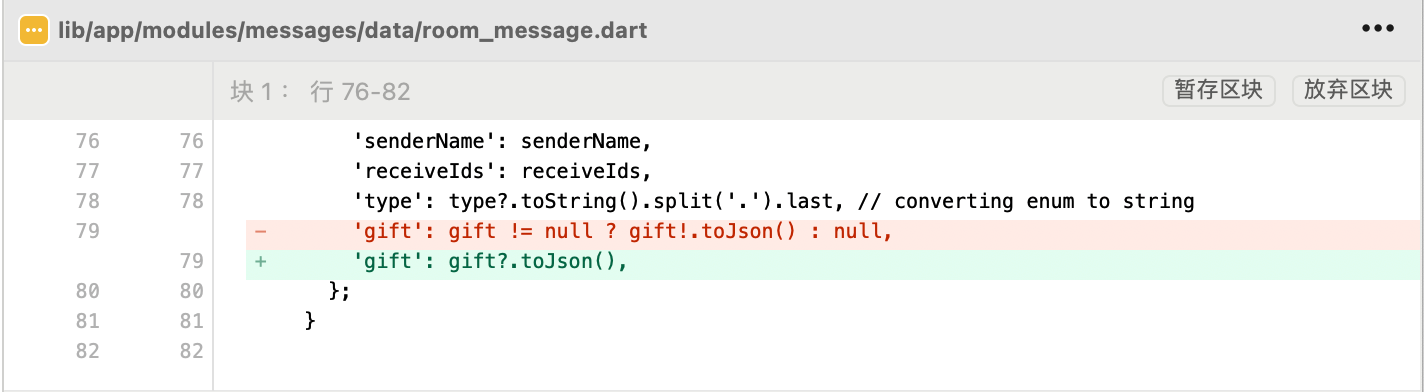 lib/app/modules/messages/data/room_message.dart
块 1： 行 76-82 暂存区块 放弃区块
76 76 'senderName': senderName,
77 77 'receiveIds': receiveIds,
78 78 'type': type?.toString().split('.').last, // converting enum to string
79 - 'gift': gift != null ? gift!.toJson() : null,
79 + 'gift': gift?.toJson(),
80 80 };
81 81 }
82 82